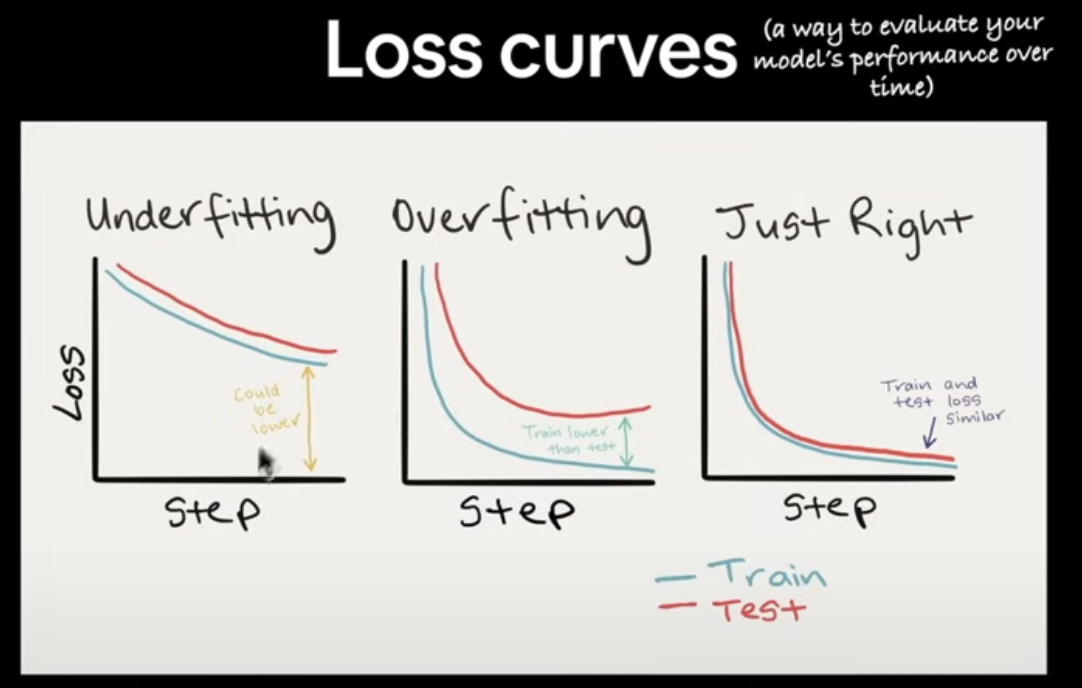 Loss curves
(a way to evaluate your
model's performance over
time)
Underfitting
Overfitting
Just Right
Loss
Could
be
lower
Train lower
than test
Train and
test loss
similar
Step
Step
Step
Train
Test